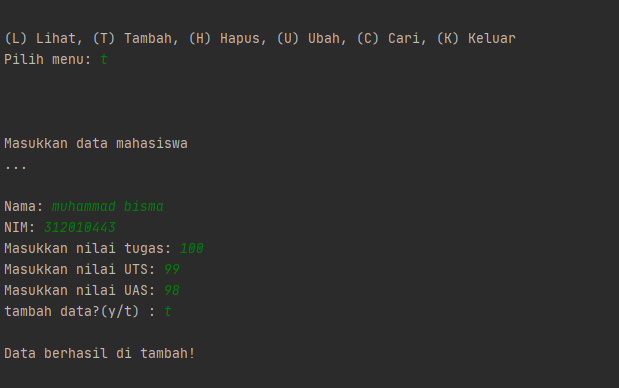 (L) Lihat, (T) Tambah, (H) Hapus, (U) Ubah, (C) Cari, (K) Keluar
Pilih menu: t
Masukkan data mahasiswa
...
Nama: muhammad bisma
NIM: 312010443
Masukkan nilai tugas: 100
Masukkan nilai UTS: 99
Masukkan nilai UAS: 98
tambah data?(y/t) : t
Data berhasil di tambah!